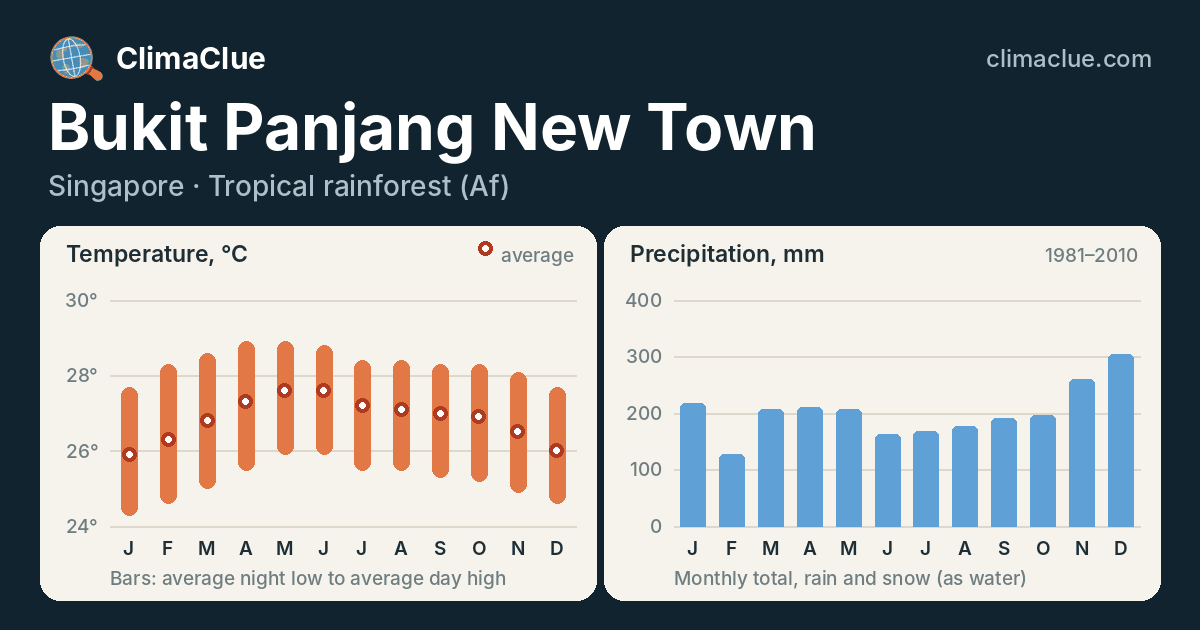 ClimaClue
climaclue.com
Bukit Panjang New Town
Singapore · Tropical rainforest (Af)
Temperature, °C
average
30°
28°
26°
24°
J F M A M J J A S O N D
Bars: average night low to average day high
Precipitation, mm
1981–2010
400
300
200
100
0
J F M A M J J A S O N D
Monthly total, rain and snow (as water)